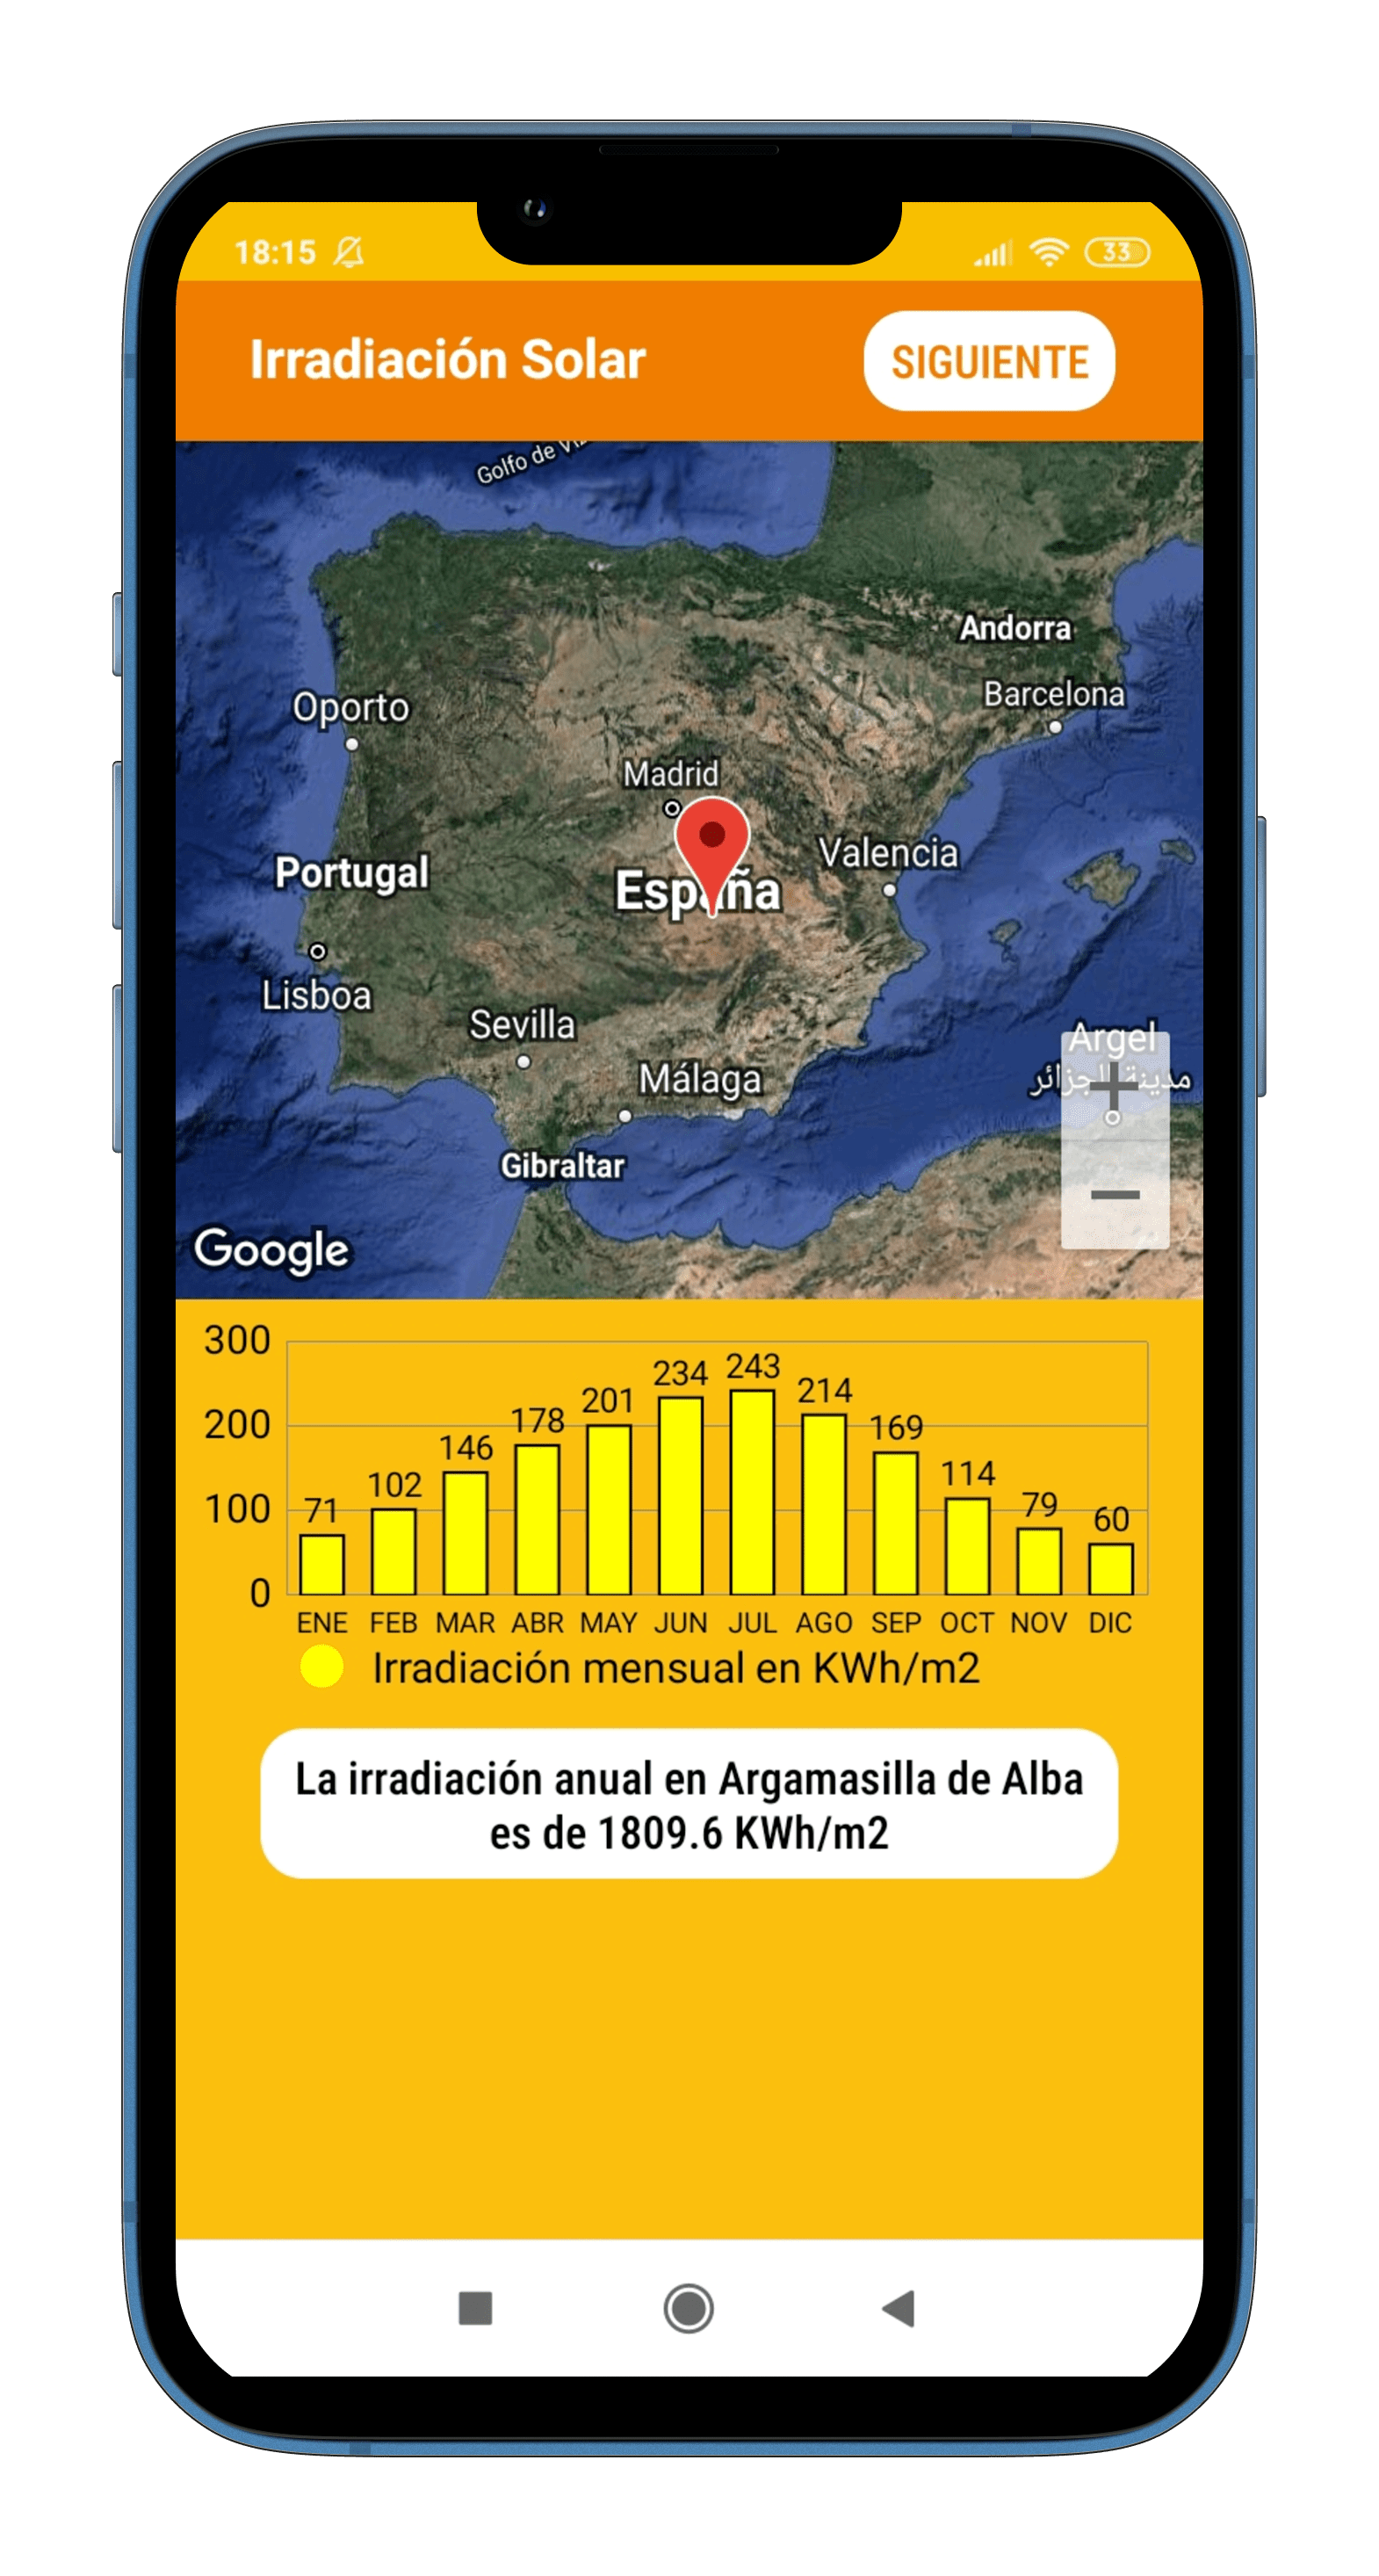 18:15
33
Irradiación Solar
SIGUIENTE
Golfo de
Andorra
Barcelona
Oporto
Madrid
Valencia
Portugal
España
Lisboa
Sevilla
Argel
Málaga
مدينة الجزائر
Gibraltar
Google
300
200
100
0
71 102 146 178 201 234 243 214 169 114 79 60
ENE FEB MAR ABR MAY JUN JUL AGO SEP OCT NOV DIC
Irradiación mensual en KWh/m2
La irradiación anual en Argamasilla de Alba
es de 1809.6 KWh/m2